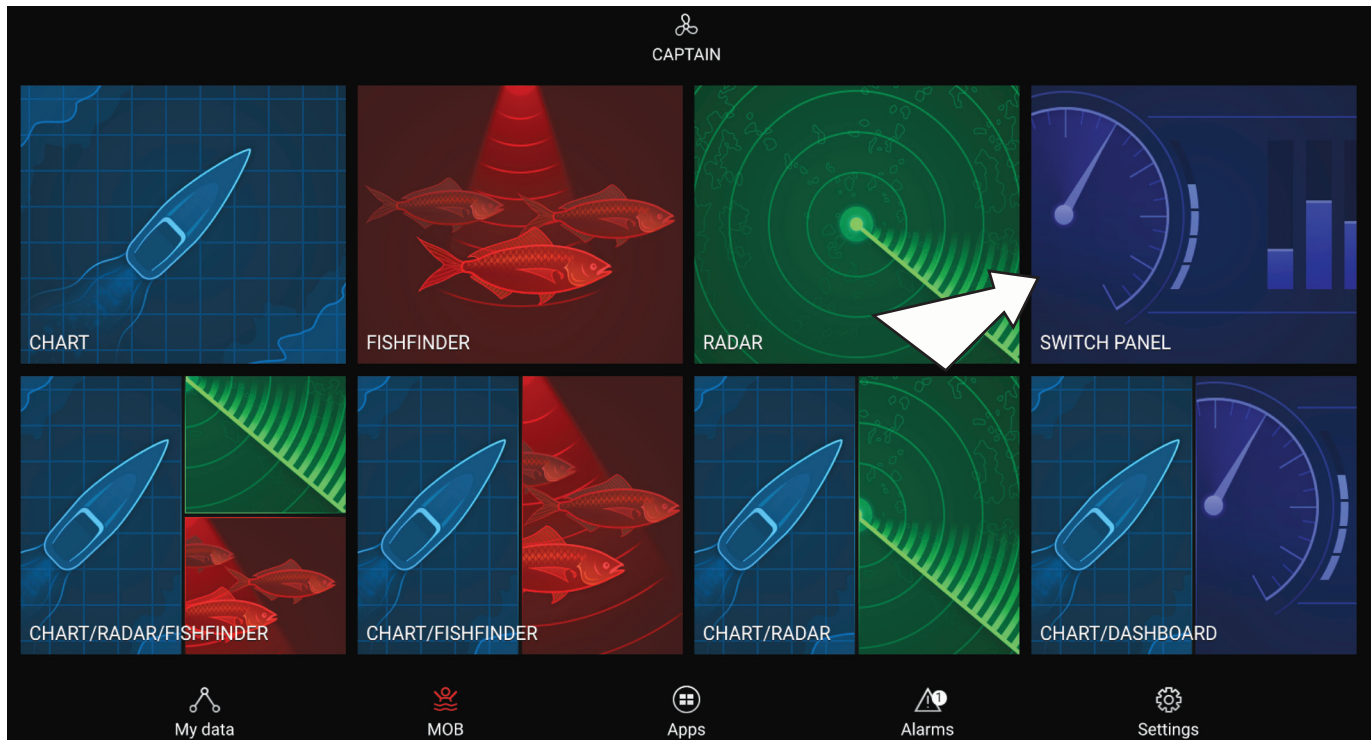 CAPTAIN
CHART
FISHFINDER
RADAR
SWITCH PANEL
CHART/RADAR/FISHFINDER
CHART/FISHFINDER
CHART/RADAR
CHART/DASHBOARD
1
My data
MOB
Apps
Alarms
Settings